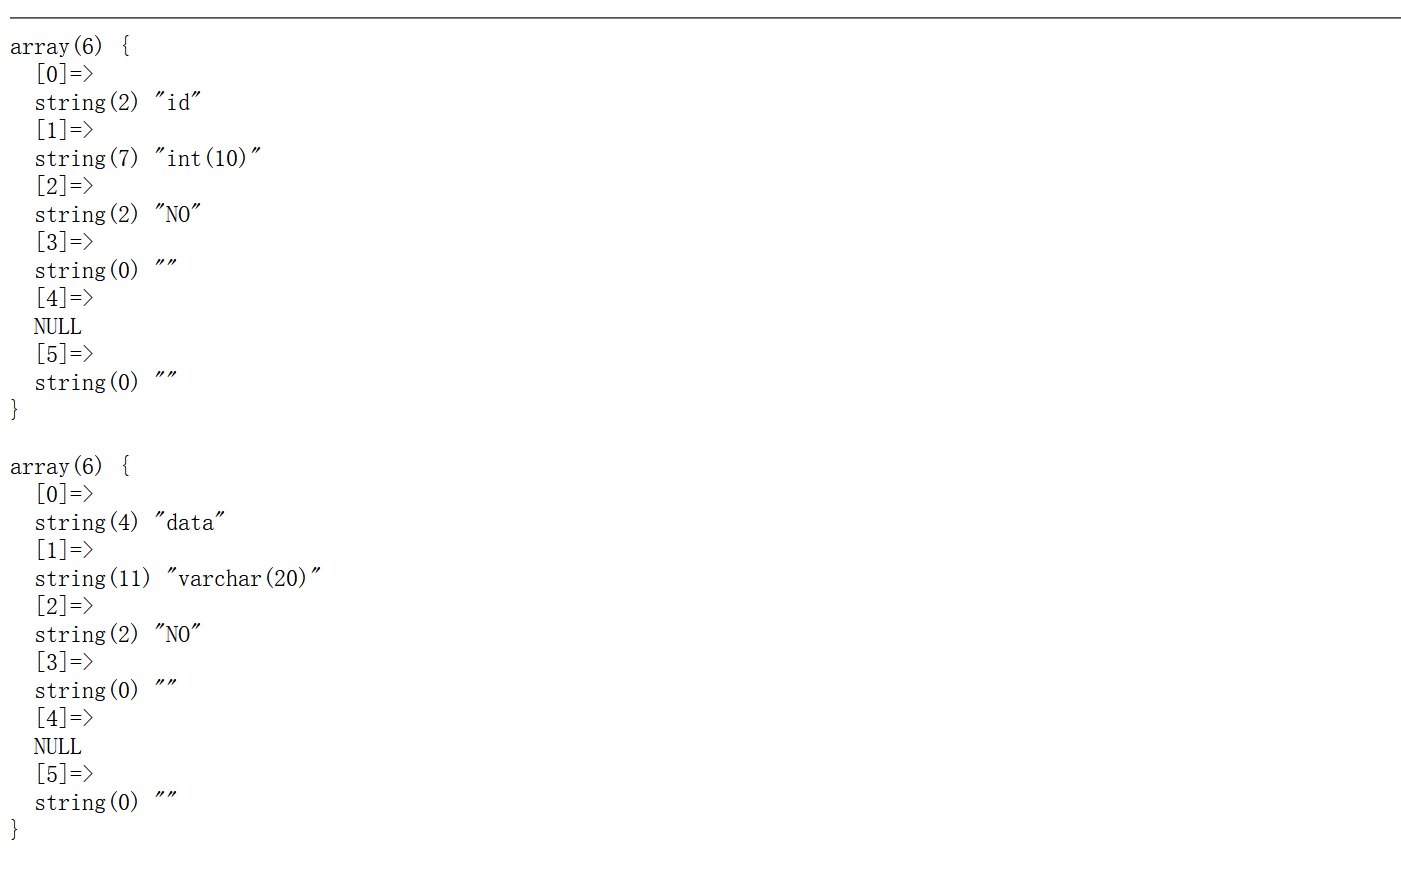 array(6) {
  [0]=>
  string(2) "id"
  [1]=>
  string(7) "int(10)"
  [2]=>
  string(2) "NO"
  [3]=>
  string(0) ""
  [4]=>
  NULL
  [5]=>
  string(0) ""
}

array(6) {
  [0]=>
  string(4) "data"
  [1]=>
  string(11) "varchar(20)"
  [2]=>
  string(2) "NO"
  [3]=>
  string(0) ""
  [4]=>
  NULL
  [5]=>
  string(0) ""
}